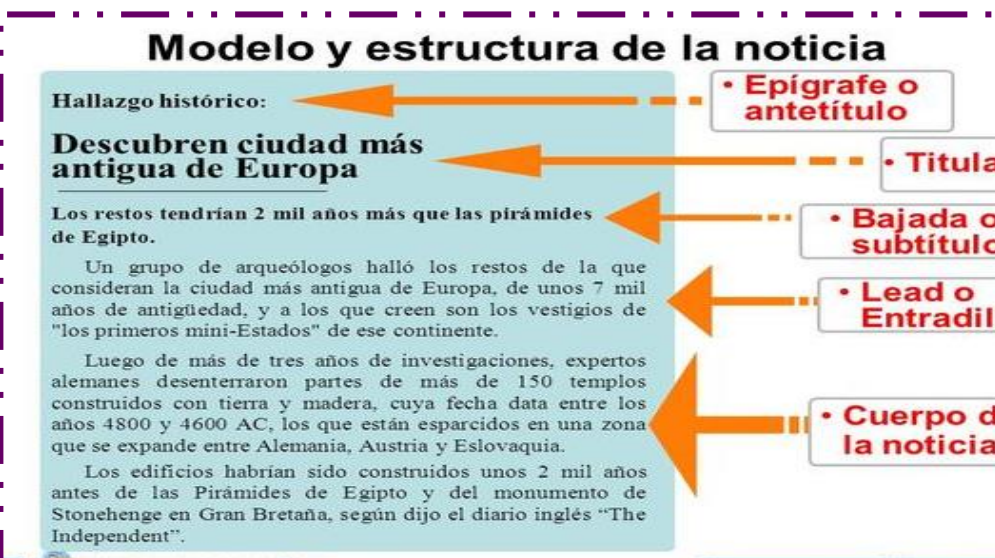 Modelo y estructura de la noticia
Hallazgo histórico:
• Epígrafe o
antetítulo
Descubren ciudad más
antigua de Europa
• Titula
Los restos tendrían 2 mil años más que las pirámides
de Egipto.
• Bajada o
subtítulo
Un grupo de arqueólogos halló los restos de la que
consideran la ciudad más antigua de Europa, de unos 7 mil
años de antigüedad, y a los que creen son los vestigios de
"los primeros mini-Estados" de ese continente.
• Lead o
Entradil
Luego de más de tres años de investigaciones, expertos
alemanes desenterraron partes de más de 150 templos
construidos con tierra y madera, cuya fecha data entre los
años 4800 y 4600 AC, los que están esparcidos en una zona
que se expande entre Alemania, Austria y Eslovaquia.
• Cuerpo d
la noticia
Los edificios habrían sido construidos unos 2 mil años
antes de las Pirámides de Egipto y del monumento de
Stonehenge en Gran Bretaña, según dijo el diario inglés “The
Independent”.